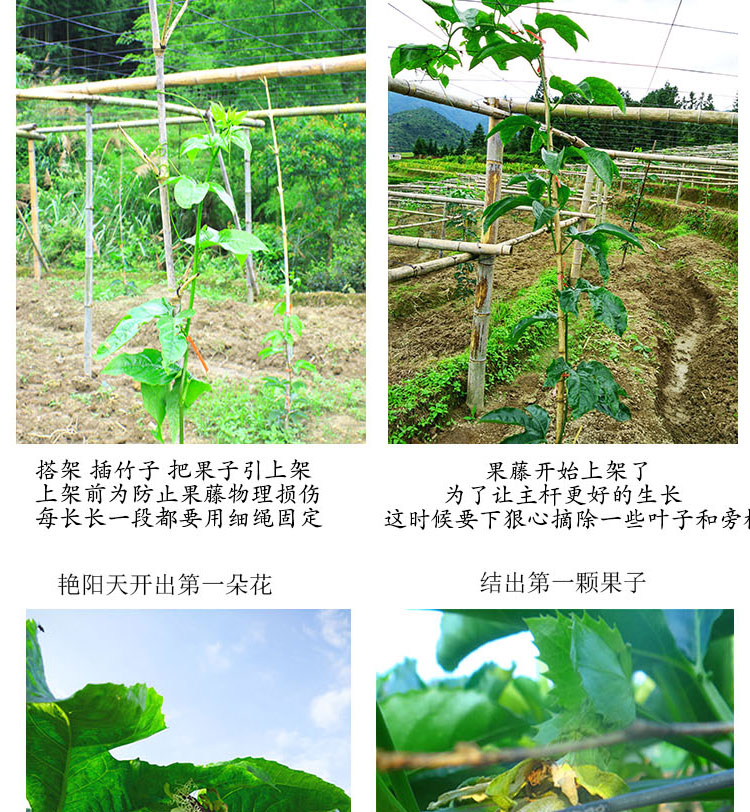 搭架 插竹子 把果子引上架
上架前为防止果藤物理损伤
每长长一段都要用细绳固定
果藤开始上架了
为了让主杆更好的生长
这时候要下狠心摘除一些叶子和旁
艳阳天开出第一朵花
结出第一颗果子